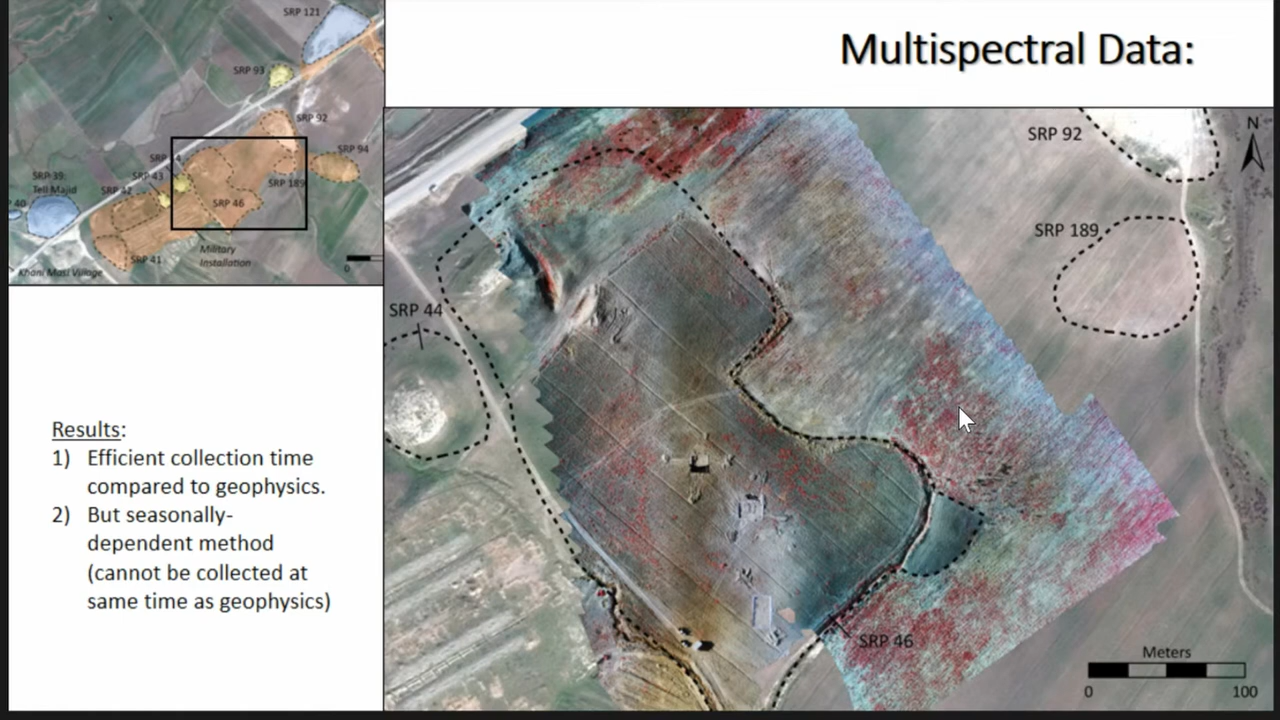 Multispectral Data:
SRP 121
SRP 93
SRP 92
SRP 94
SRP 43
SRP 39:
Tell Majid
SRP 42
SRP 189
SRP 46
SRP 41
Military
Installation
Khani Masi Village
0
SRP 92
N
SRP 189
SRP 44
SRP 46
Meters
0 100
Results:
1) Efficient collection time
compared to geophysics.
2) But seasonally-
dependent method
(cannot be collected at
same time as geophysics)